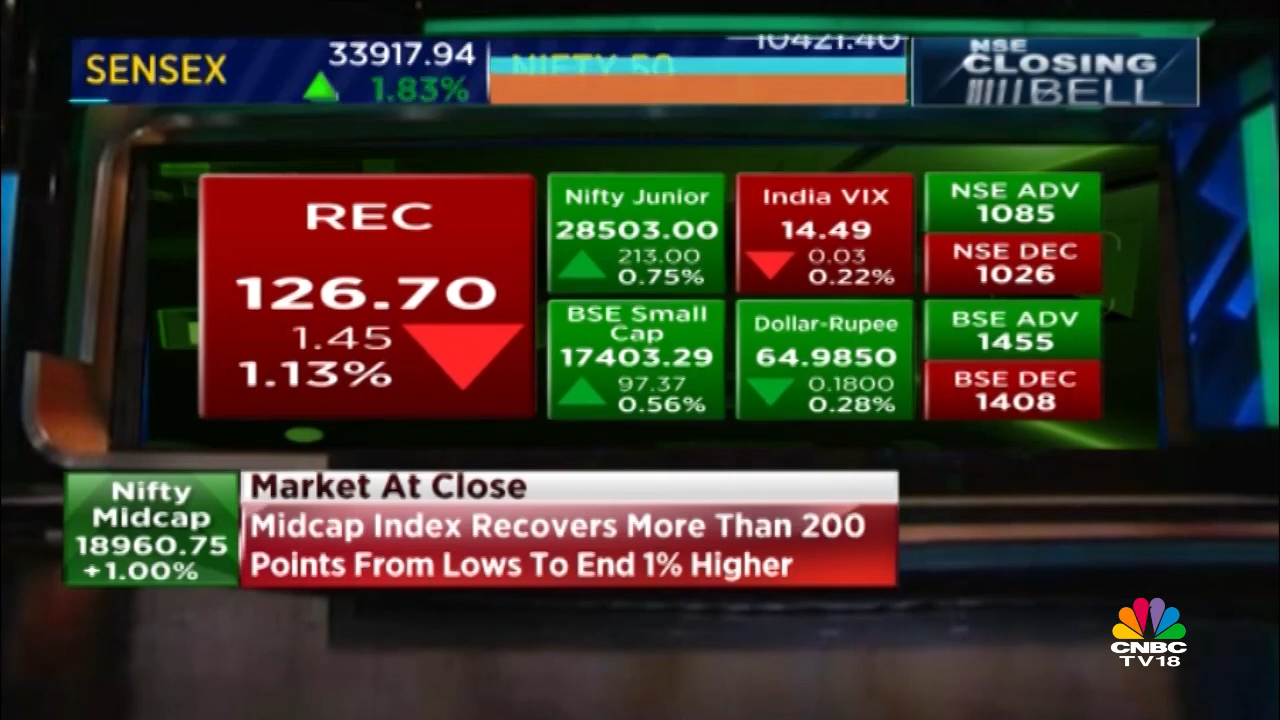 SENSEX
33917.94
1.83%
NIFTY 50
10421.40
NSE
CLOSING
BELL
REC
126.70
1.45
1.13%
Nifty Junior
28503.00
213.00
0.75%
India VIX
14.49
0.03
0.22%
NSE ADV
1085
NSE DEC
1026
BSE Small
Cap
17403.29
97.37
0.56%
Dollar-Rupee
64.9850
0.1800
0.28%
BSE ADV
1455
BSE DEC
1408
Nifty
Midcap
18960.75
+1.00%
Market At Close
Midcap Index Recovers More Than 200
Points From Lows To End 1% Higher
CNBC
TV18